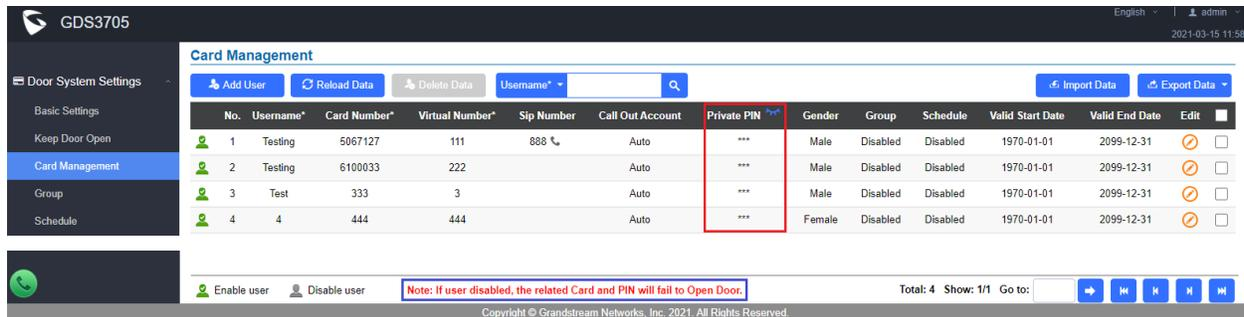 GDS3705
English
admin
2021-03-15 11:58
Door System Settings
Basic Settings
Keep Door Open
Card Management
Group
Schedule
Card Management
Add User Reload Data Delete Data Username* Import Data Export Data
No. Username* Card Number* Virtual Number* Sip Number Call Out Account Private PIN Gender Group Schedule Valid Start Date Valid End Date Edit
1 Testing 5067127 111 888 Auto *** Male Disabled Disabled 1970-01-01 2099-12-31
2 Testing 6100033 222 Auto *** Male Disabled Disabled 1970-01-01 2099-12-31
3 Test 333 3 Auto *** Male Disabled Disabled 1970-01-01 2099-12-31
4 4 444 444 Auto *** Female Disabled Disabled 1970-01-01 2099-12-31
Enable user Disable user Note: If user disabled, the related Card and PIN will fail to Open Door. Total: 4 Show: 1/1 Go to:
Copyright © Grandstream Networks, Inc. 2021. All Rights Reserved.